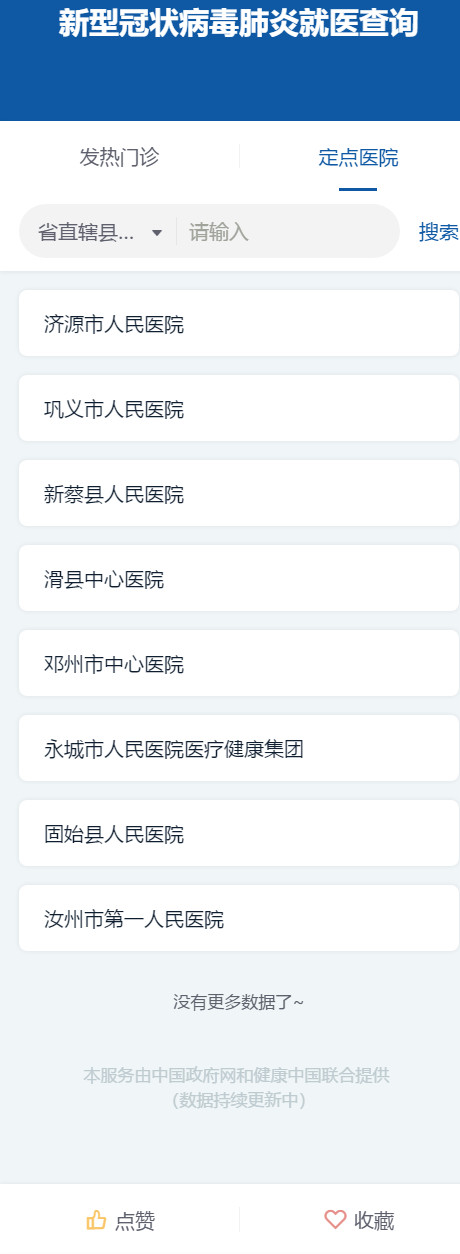 新型冠状病毒肺炎就医查询
发热门诊 定点医院
省直辖县... 请输入 搜索
济源市人民医院
巩义市人民医院
新蔡县人民医院
滑县中心医院
邓州市中心医院
永城市人民医院医疗健康集团
固始县人民医院
汝州市第一人民医院
没有更多数据了~
本服务由中国政府网和健康中国联合提供
（数据持续更新中）
点赞 收藏